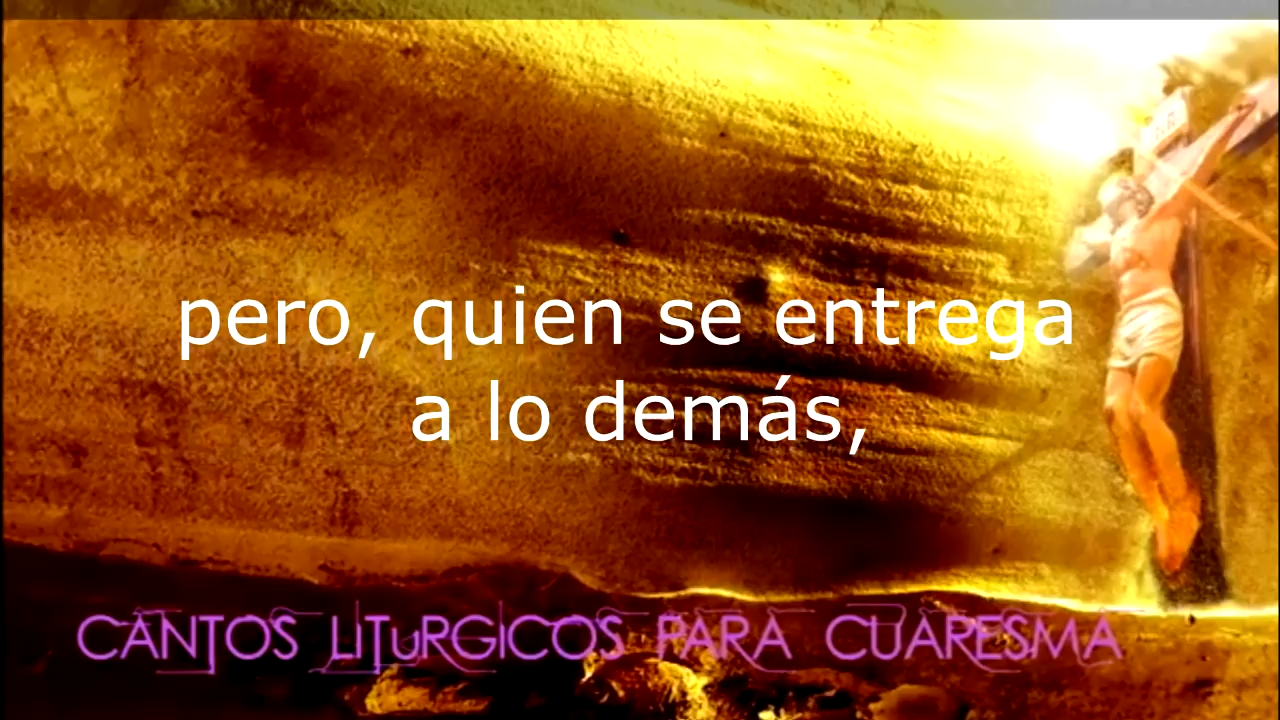 pero, quien se entrega
a lo demás,
CANTOS LITuRGICOS PARA CUARESMA